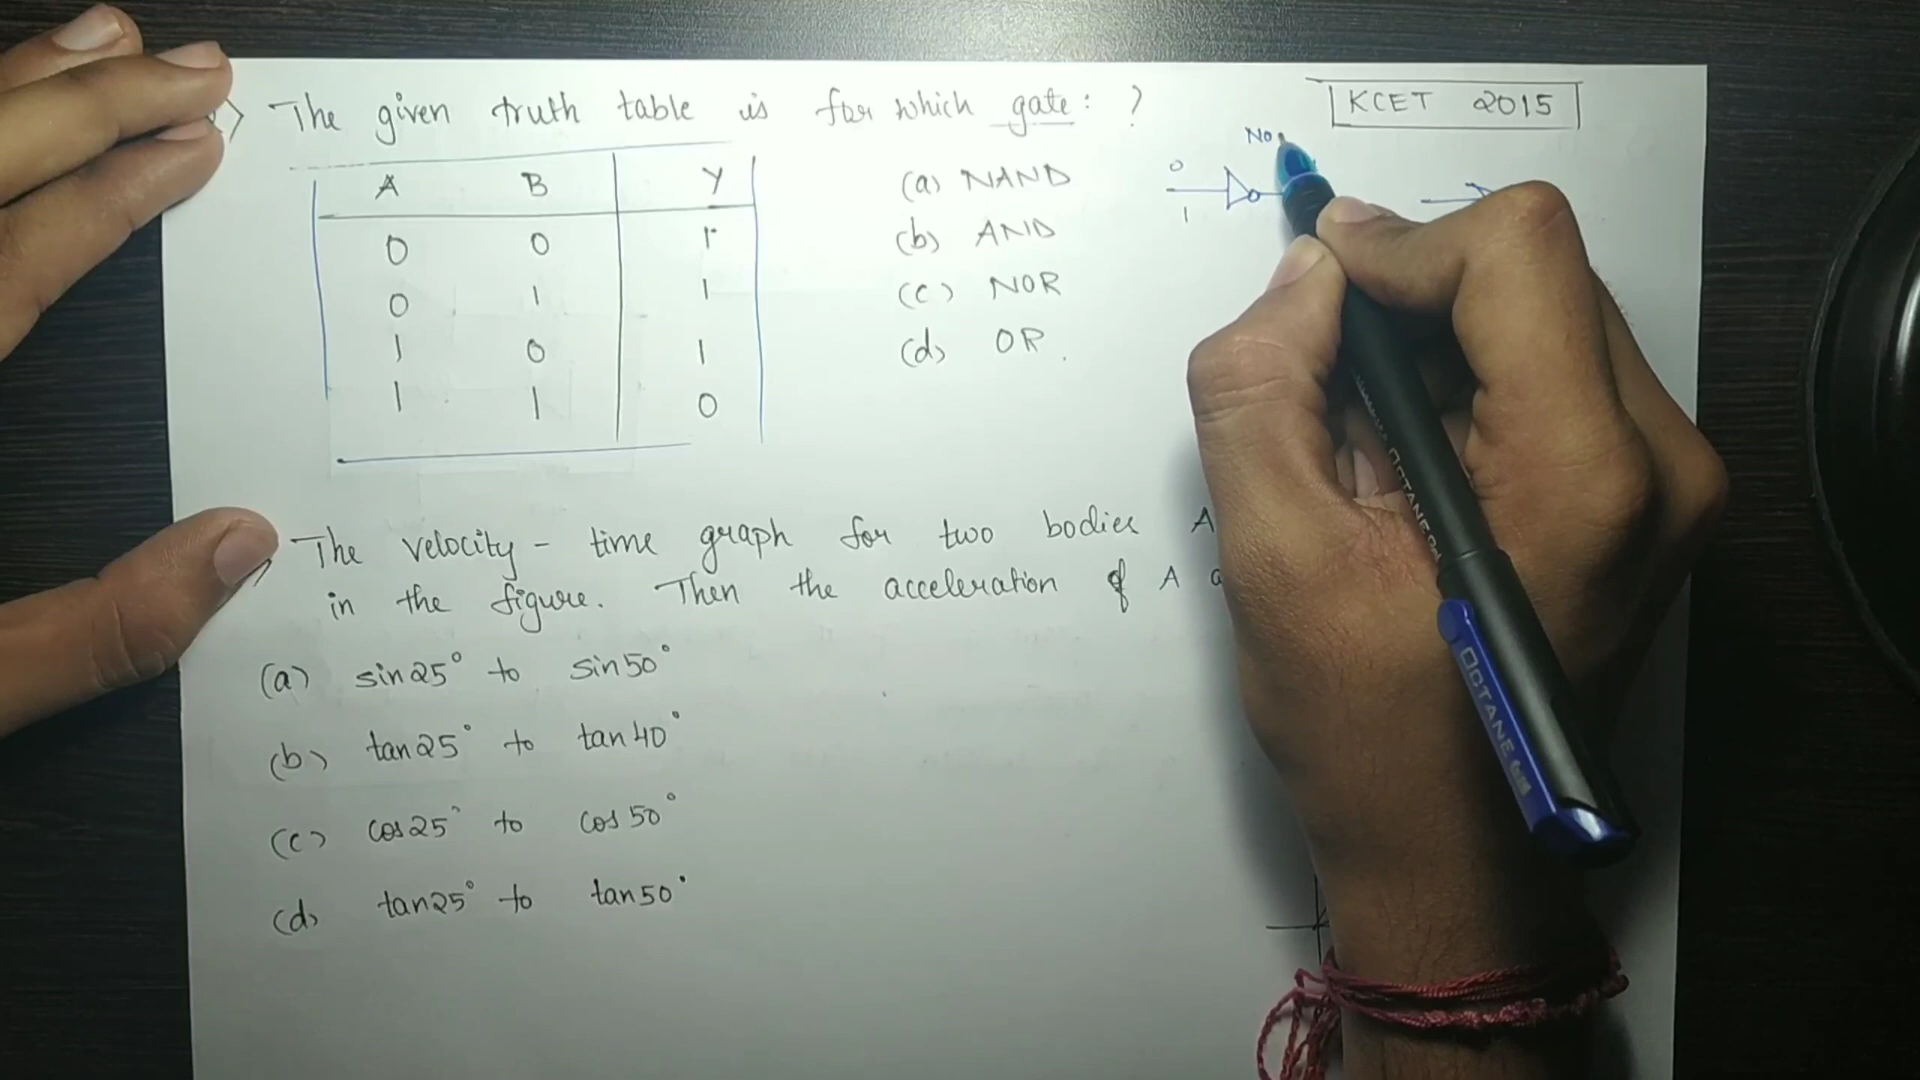 The given truth table is for which gate : ?
KCET 2015
A B Y
0 0 1
0 1 1
1 0 1
1 1 0
(a) NAND
(b) AND
(c) NOR
(d) OR.
No
0
1
The velocity - time graph for two bodies A
in the figure. Then the acceleration of A
(a) sin25° to sin50°
(b) tan25° to tan40°
(c) cos25° to cos50°
(d) tan25° to tan50°
OCTANE
OCTANE